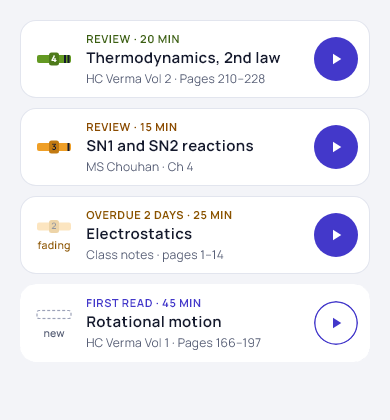 REVIEW · 20 MIN
4
Thermodynamics, 2nd law
HC Verma Vol 2 · Pages 210–228
REVIEW · 15 MIN
3
SN1 and SN2 reactions
MS Chouhan · Ch 4
OVERDUE 2 DAYS · 25 MIN
2
Electrostatics
fading
Class notes · pages 1–14
FIRST READ · 45 MIN
Rotational motion
new
HC Verma Vol 1 · Pages 166–197